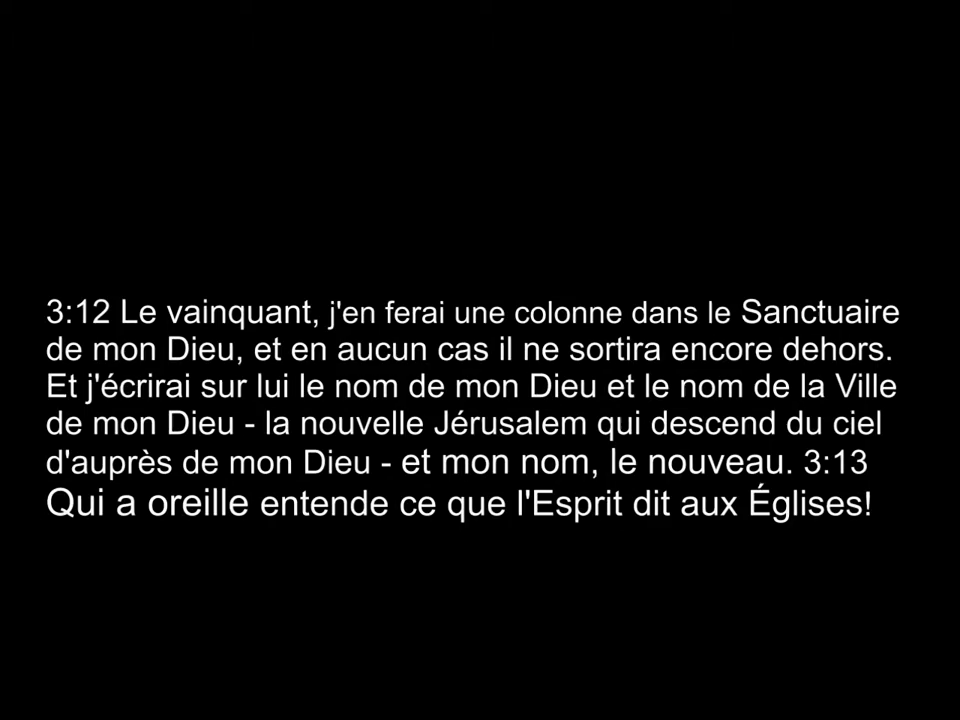 3:12 Le vainquant, j'en ferai une colonne dans le Sanctuaire
de mon Dieu, et en aucun cas il ne sortira encore dehors.
Et j'écrirai sur lui le nom de mon Dieu et le nom de la Ville
de mon Dieu - la nouvelle Jérusalem qui descend du ciel
d'auprès de mon Dieu - et mon nom, le nouveau. 3:13
Qui a oreille entende ce que l'Esprit dit aux Églises!